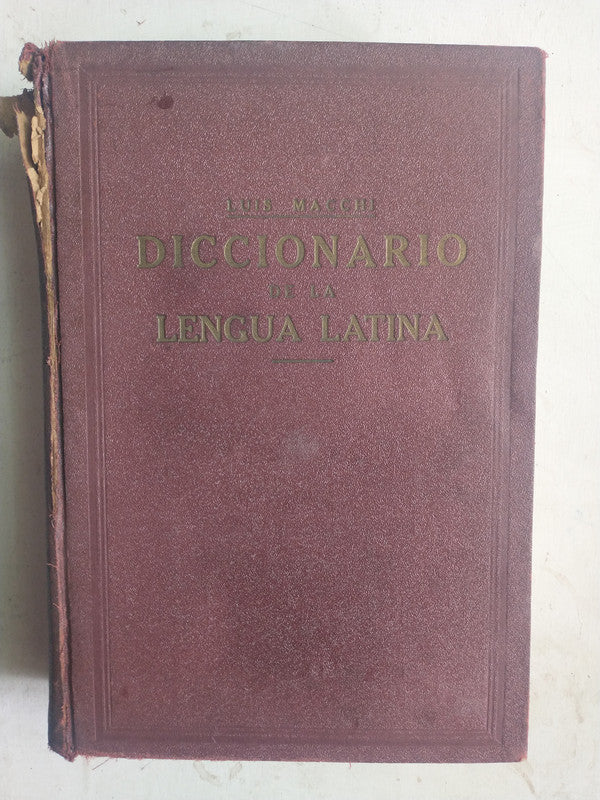 LUIS MACCHI
DICCIONARIO
DE LA
LENGUA LATINA